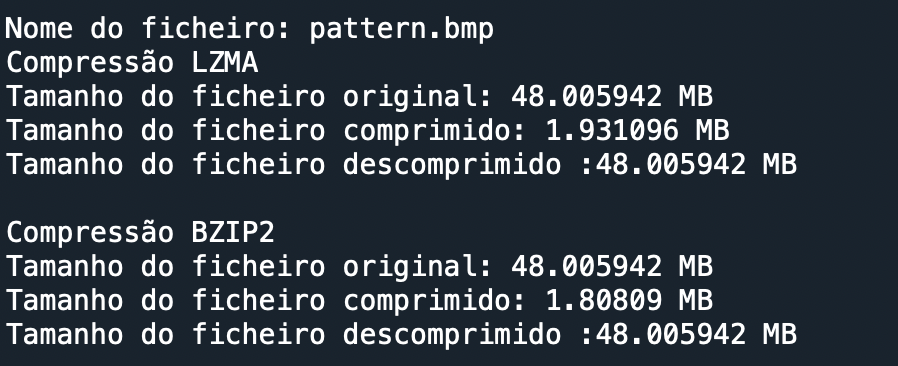 Nome do ficheiro: pattern.bmp
Compressão LZMA
Tamanho do ficheiro original: 48.005942 MB
Tamanho do ficheiro comprimido: 1.931096 MB
Tamanho do ficheiro descomprimido :48.005942 MB
Compressão BZIP2
Tamanho do ficheiro original: 48.005942 MB
Tamanho do ficheiro comprimido: 1.80809 MB
Tamanho do ficheiro descomprimido :48.005942 MB